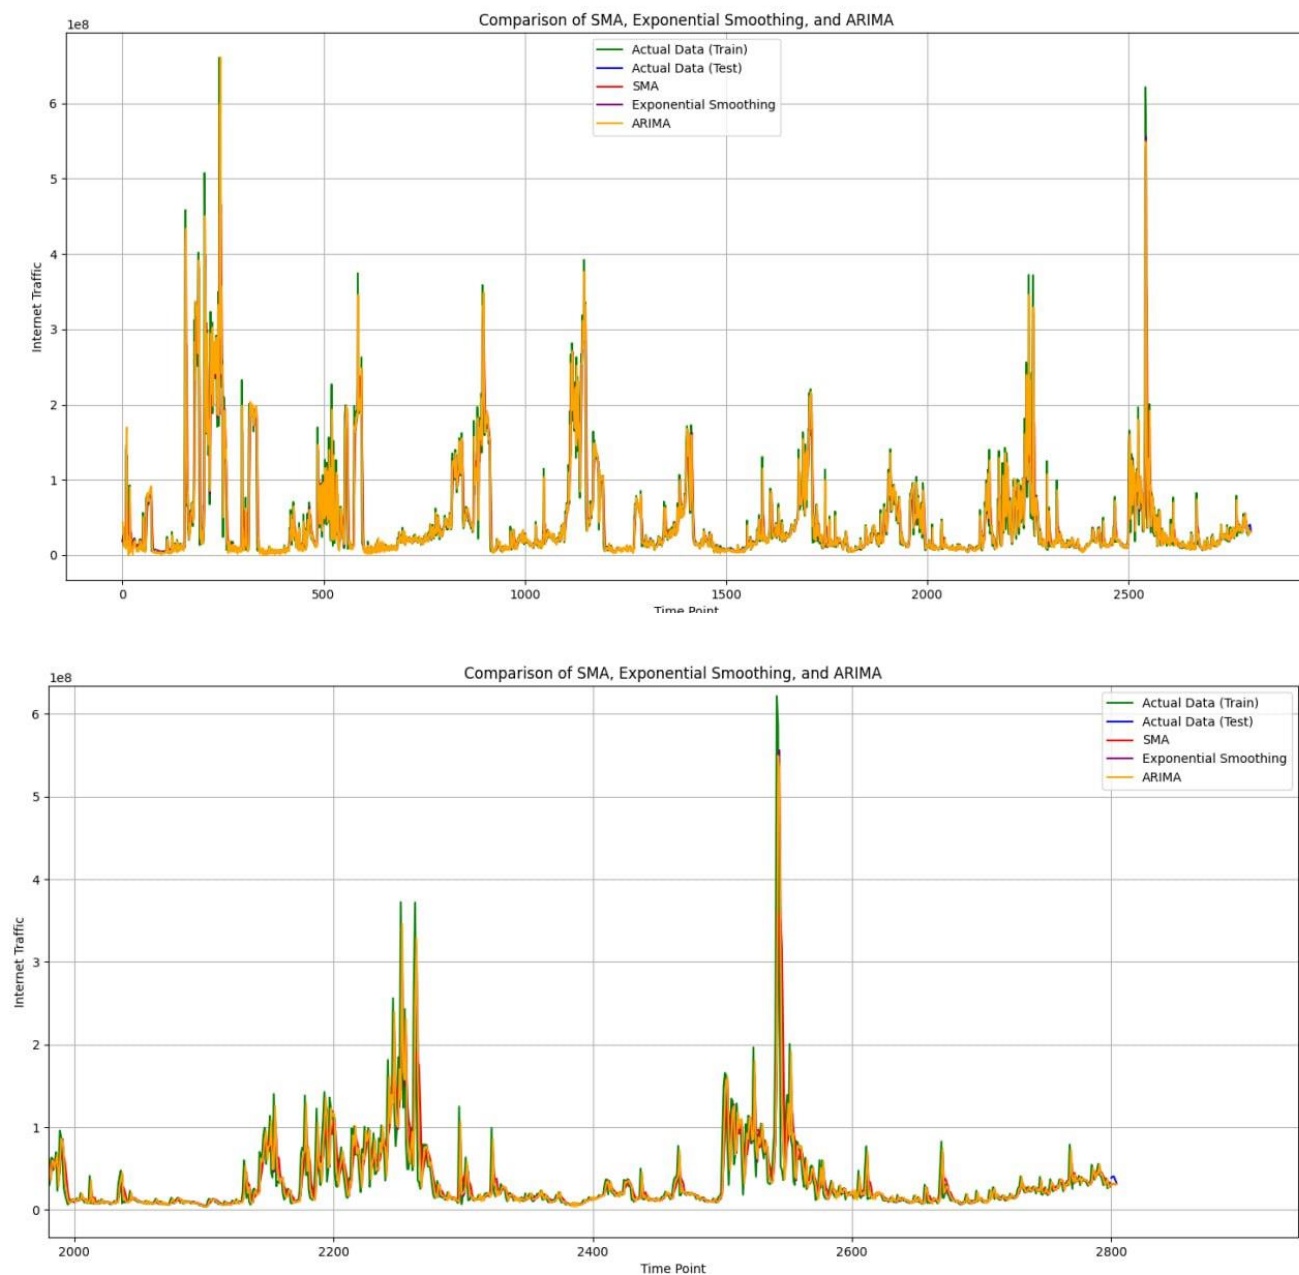 Comparison of SMA, Exponential Smoothing, and ARIMA
1e8
Actual Data (Train)
Actual Data (Test)
SMA
Exponential Smoothing
ARIMA
6
5
4
3
2
1
0
Internet Traffic
0 500 1000 1500 2000 2500
Time Point
Comparison of SMA, Exponential Smoothing, and ARIMA
1e8
Actual Data (Train)
Actual Data (Test)
SMA
Exponential Smoothing
ARIMA
6
5
4
3
2
1
0
Internet Traffic
2000 2200 2400 2600 2800
Time Point